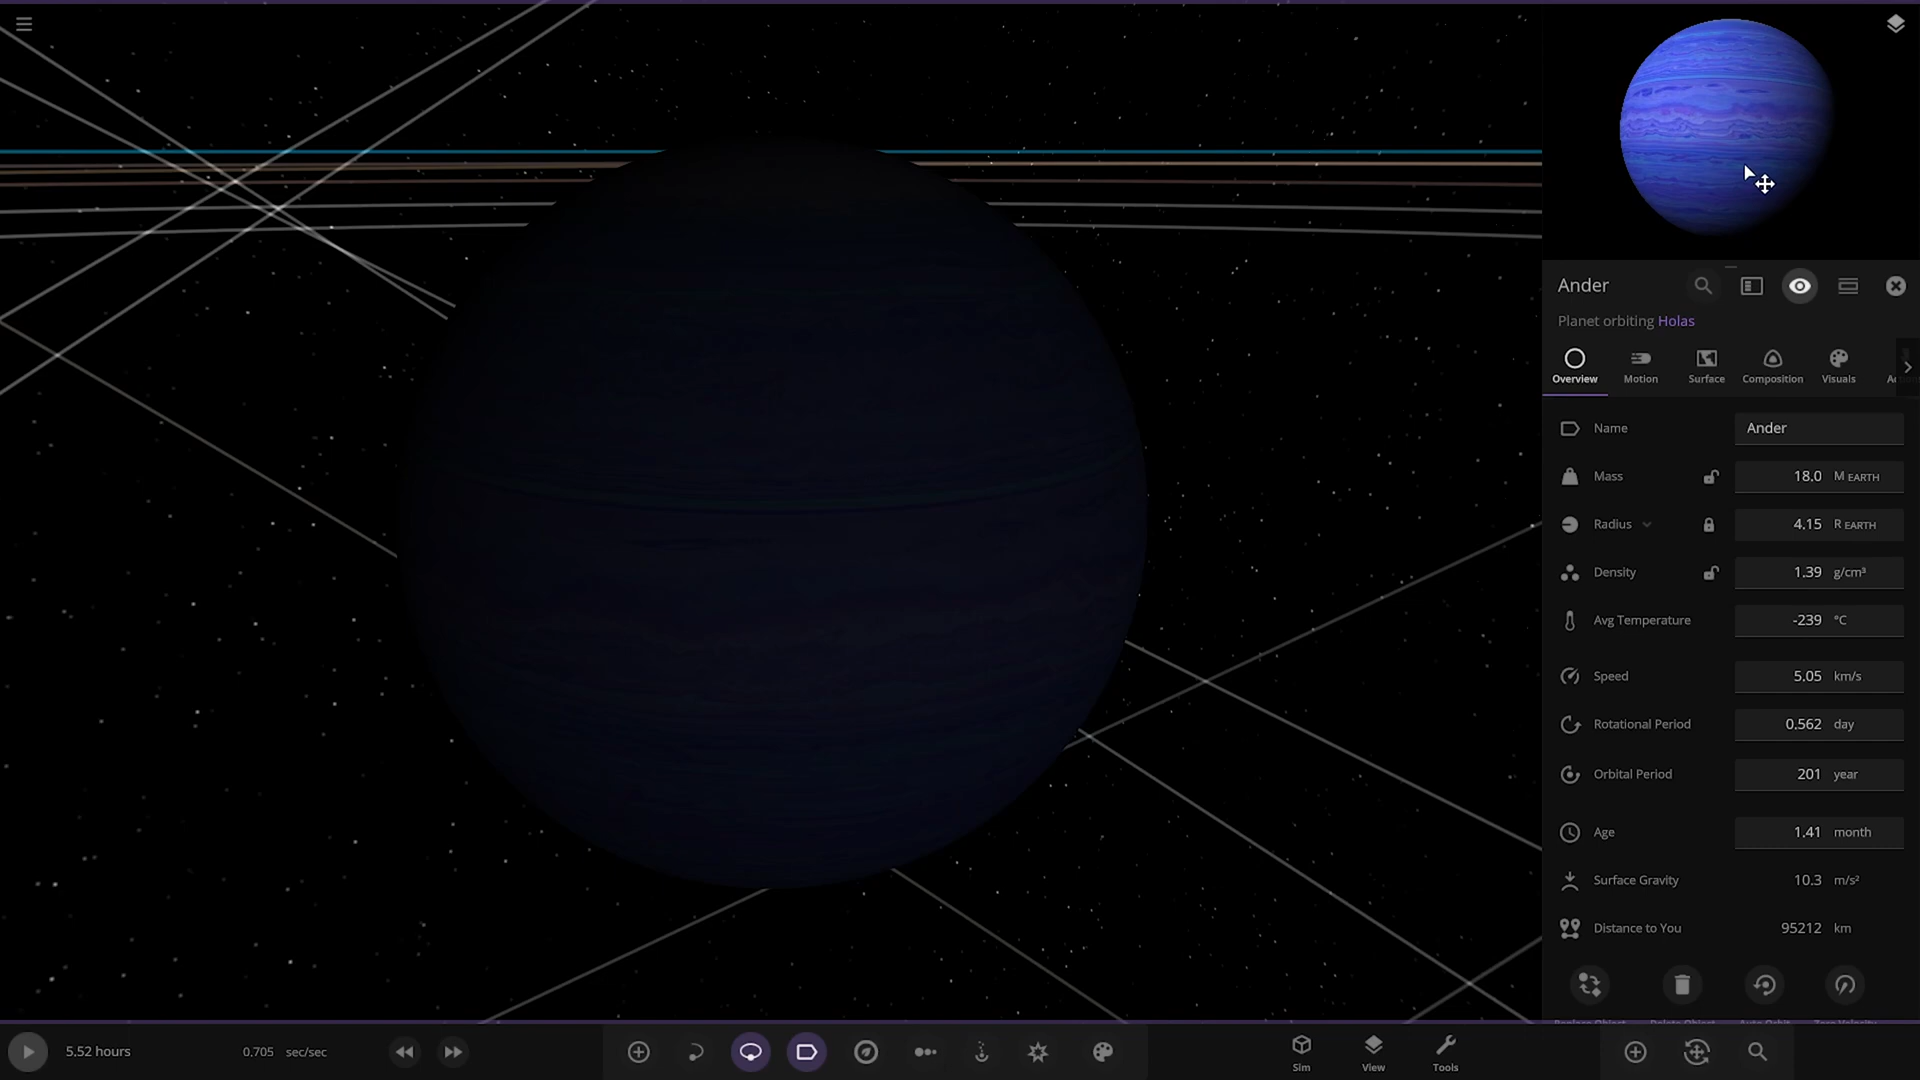 Ander
Planet orbiting Holas
Overview Motion Surface Composition Visuals
Name Ander
Mass 18.0 M EARTH
Radius 4.15 R EARTH
Density 1.39 g/cm³
Avg Temperature -239 °C
Speed 5.05 km/s
Rotational Period 0.562 day
Orbital Period 201 year
Age 1.41 month
Surface Gravity 10.3 m/s²
Distance to You 95212 km
5.52 hours 0.705 sec/sec
Sim View Tools